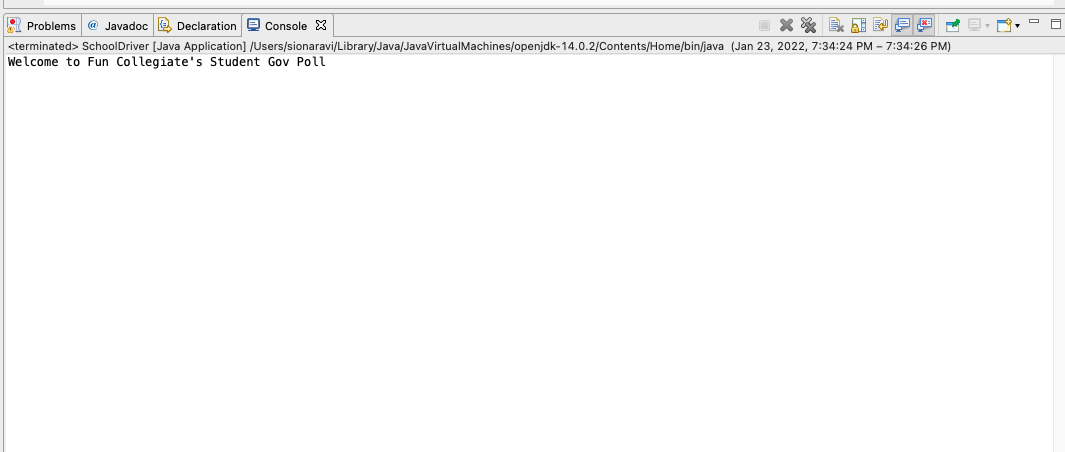 Problems @ Javadoc Declaration Console
<terminated> SchoolDriver [Java Application] /Users/sionaravi/Library/Java/JavaVirtualMachines/openjdk-14.0.2/Contents/Home/bin/java (Jan 23, 2022, 7:34:24 PM – 7:34:26 PM)
Welcome to Fun Collegiate's Student Gov Poll